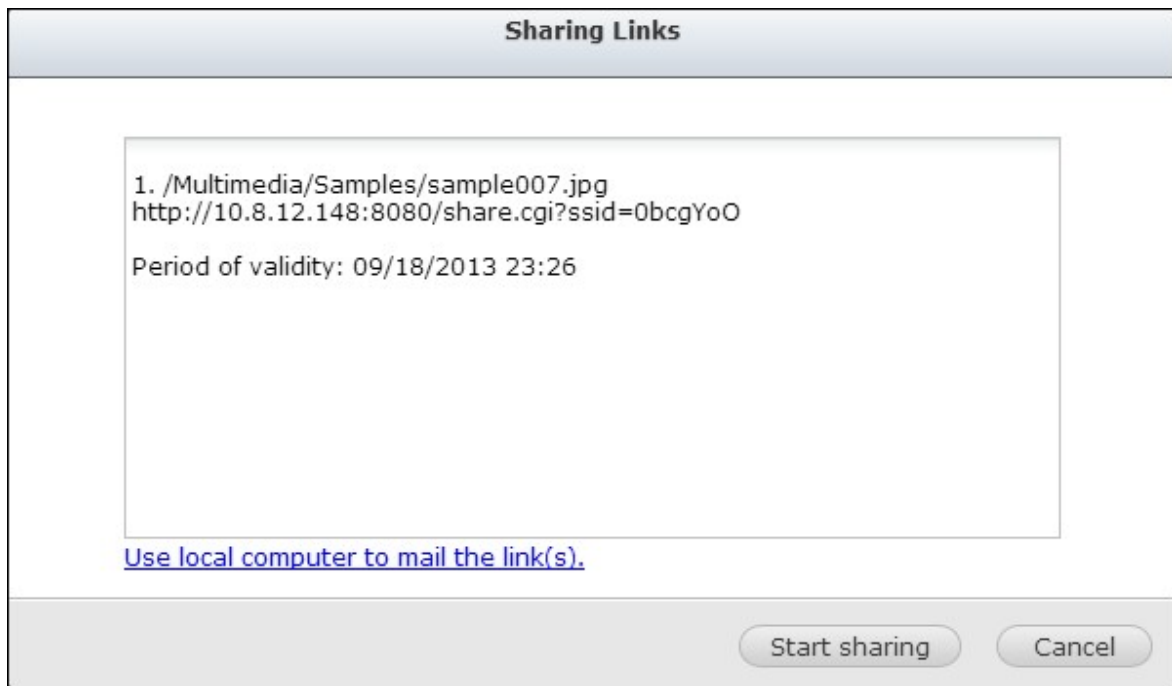 Sharing Links
1. /Multimedia/Samples/sample007.jpg
http://10.8.12.148:8080/share.cgi?ssid=0bcgYoO
Period of validity: 09/18/2013 23:26
Use local computer to mail the link(s).
Start sharing
Cancel